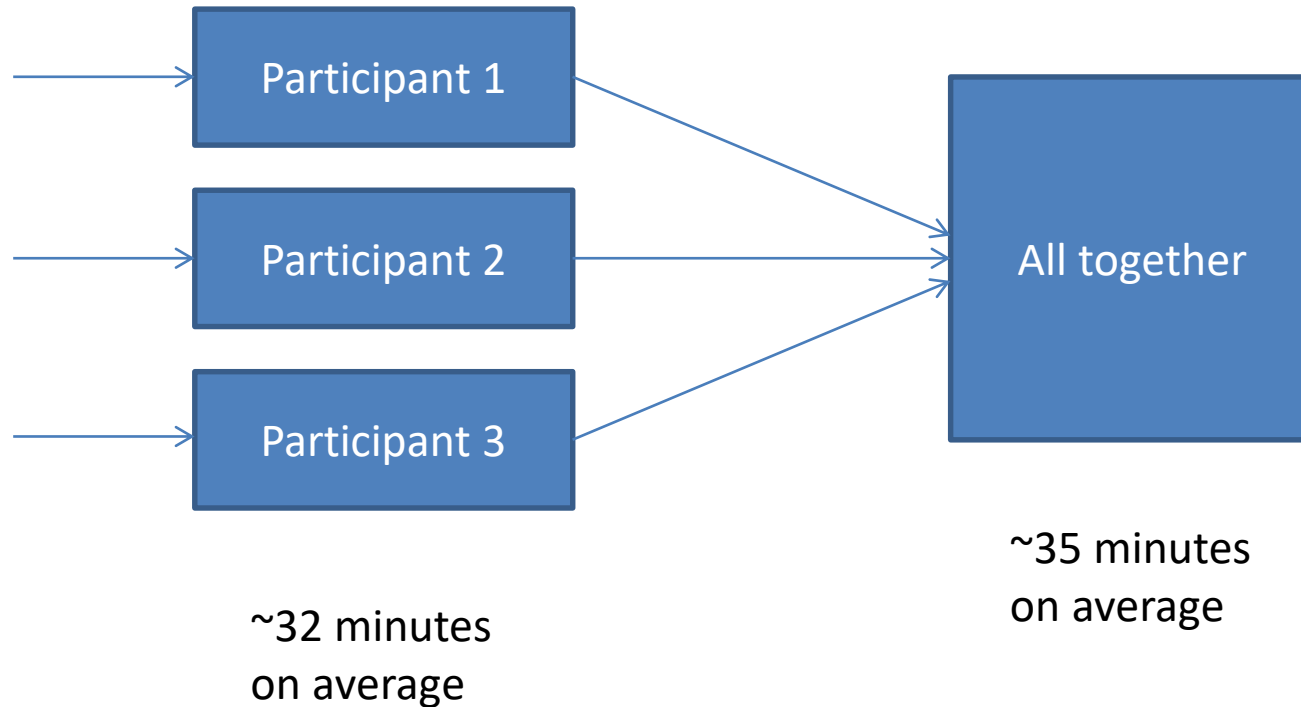 Participant 1
Participant 2
All together
Participant 3
~35 minutes
on average
~32 minutes
on average